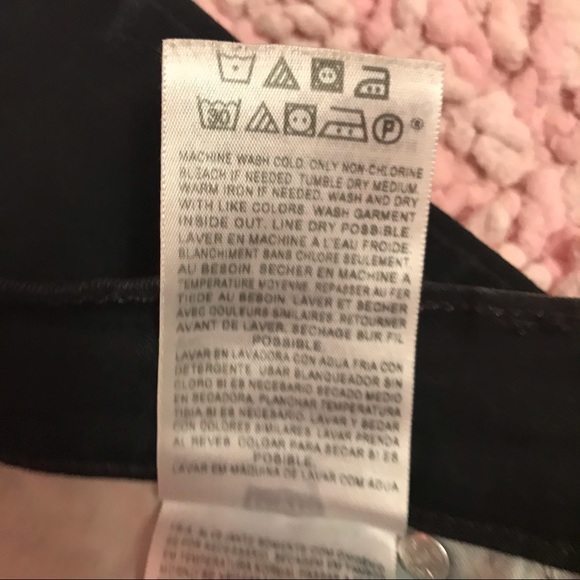 30 P ®
MACHINE WASH COLD. ONLY NON-CHLORINE
BLEACH IF NEEDED. TUMBLE DRY MEDIUM.
WARM IRON IF NEEDED. WASH AND DRY
WITH LIKE COLORS. WASH GARMENT
INSIDE OUT. LINE DRY POSSIBLE.
LAVER EN MACHINE A L'EAU FROIDE.
BLANCHIMENT SANS CHLORE SEULEMENT
AU BESOIN. SECHER EN MACHINE A
TEMPERATURE MOYENNE. REPASSER AU FER
TIEDE AU BESOIN. LAVER ET SECHER
AVEC COULEURS SIMILAIRES. RETOURNER
AVANT DE LAVER. SECHAGE SUR FIL
POSSIBLE.
LAVAR EN LAVADORA CON AGUA FRIA CON
DETERGENTE. USAR BLANQUEADOR SIN
CLORO SI ES NECESARIO. SECADO MEDIO
EN SECADORA. PLANCHAR TEMPERATURA
TIBIA SI ES NECESARIO. LAVAR Y SECAR
CON COLORES SIMILARES. LAVAR PRENDA
AL REVES. COLGAR PARA SECAR SI ES
POSIBLE.
LAVAR EM MAQUINA DE LAVAR COM AGUA